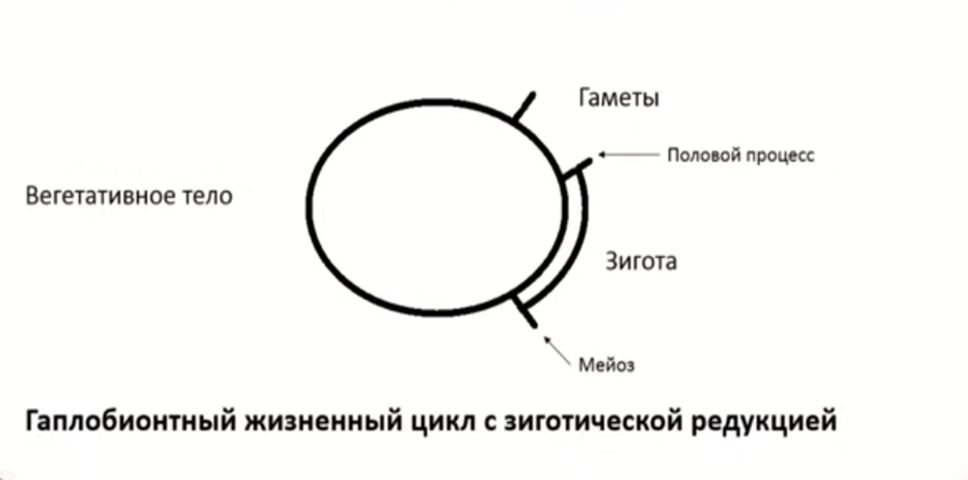 Гаметы
Половой процесс
Вегетативное тело
Зигота
Мейоз
Гаплобионтный жизненный цикл с зиготической редукцией